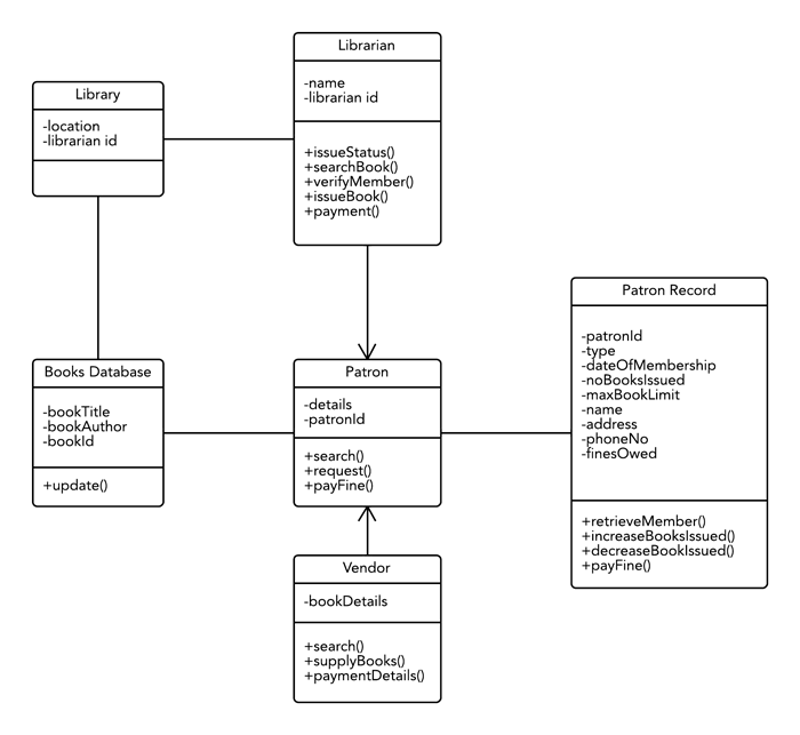 Librarian
-name
-librarian id
+issueStatus()
+searchBook()
+verifyMember()
+issueBook()
+payment()
Library
-location
-librarian id
Patron Record
-patronId
-type
-dateOfMembership
-noBooksIssued
-maxBookLimit
-name
-address
-phoneNo
-finesOwed
+retrieveMember()
+increaseBooksIssued()
+decreaseBookIssued()
+payFine()
Books Database
-bookTitle
-bookAuthor
-bookId
+update()
Patron
-details
-patronId
+search()
+request()
+payFine()
Vendor
-bookDetails
+search()
+supplyBooks()
+paymentDetails()